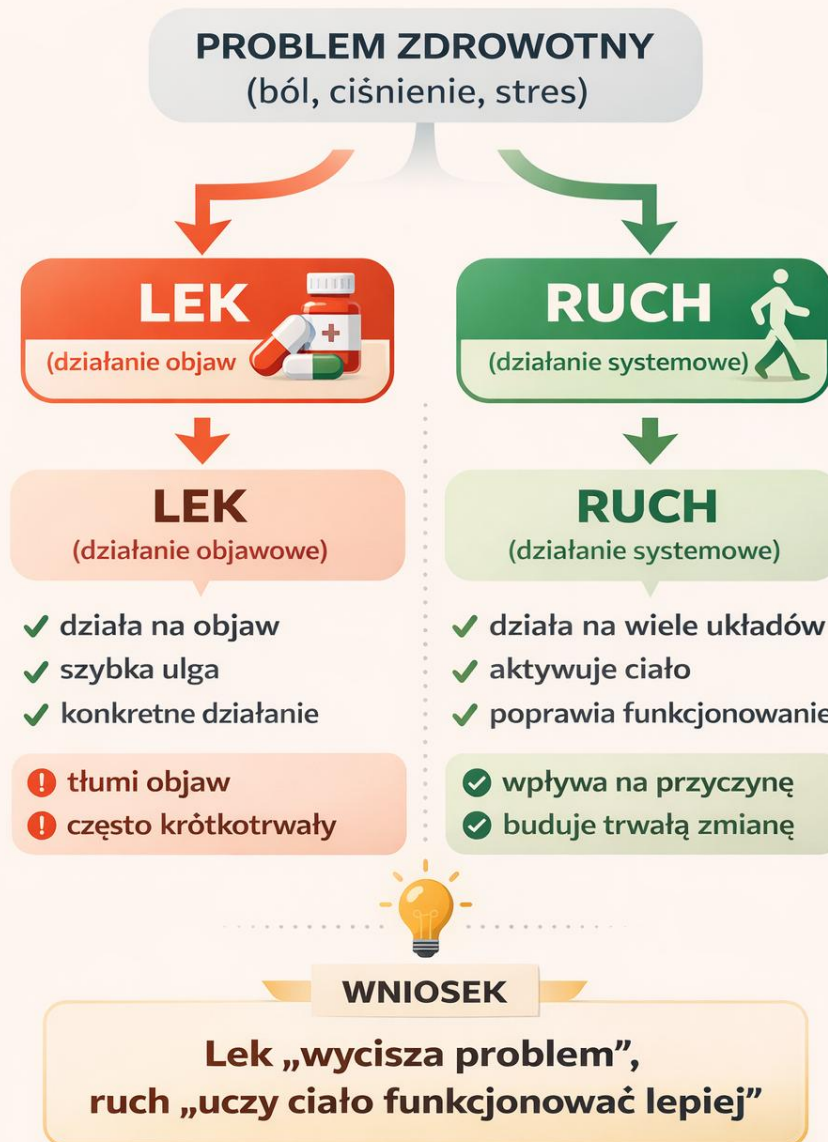 PROBLEM ZDROWOTNY
(ból, ciśnienie, stres)
LEK
(działanie objaw
RUCH
(działanie systemowe)
LEK
(działanie objawowe)
działa na objaw
szybka ulga
konkretne działanie
tłumi objaw
często krótkotrwały
RUCH
(działanie systemowe)
działa na wiele układów
aktywuje ciało
poprawia funkcjonowanie
wpływa na przyczynę
buduje trwałą zmianę
WNIOSEK
Lek „wycisza problem”,
ruch „uczy ciało funkcjonować lepiej”